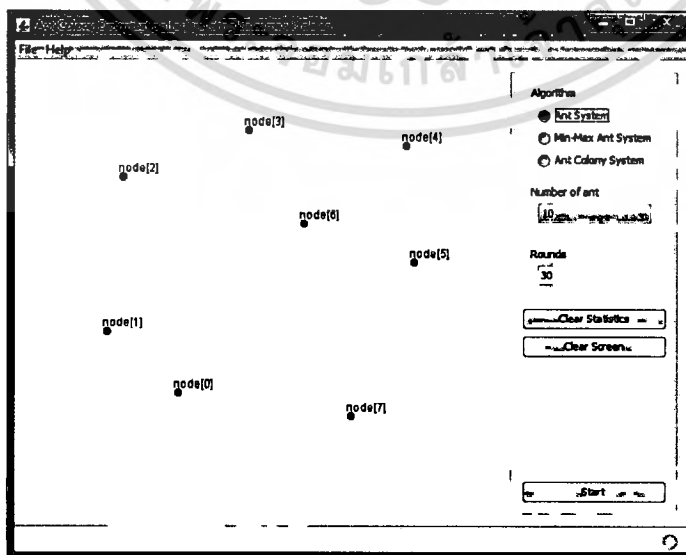 File Help
Algorithm
Ant System
Min-Max Ant System
Ant Colony System
Number of ant
10
Rounds
30
Clear Statistics
Clear Screen
Start
node[3]
node[4]
node[2]
node[6]
node[5]
node[1]
node[0]
node[7]